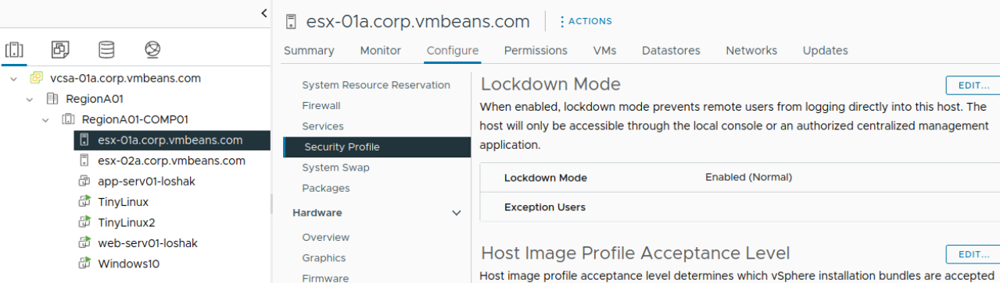 vcsa-01a.corp.vmbeans.com
RegionA01
RegionA01-COMP01
esx-01a.corp.vmbeans.com
esx-02a.corp.vmbeans.com
app-serv01-loshak
TinyLinux
TinyLinux2
web-serv01-loshak
Windows10
esx-01a.corp.vmbeans.com
ACTIONS
Summary Monitor Configure Permissions VMs Datastores Networks Updates
System Resource Reservation
Firewall
Services
Security Profile
System Swap
Packages
Hardware
Overview
Graphics
Firmware
Lockdown Mode
EDIT...
When enabled, lockdown mode prevents remote users from logging directly into this host. The
host will only be accessible through the local console or an authorized centralized management
application.
Lockdown Mode Enabled (Normal)
Exception Users
Host Image Profile Acceptance Level
EDIT...
Host image profile acceptance level determines which vSphere installation bundles are accepted